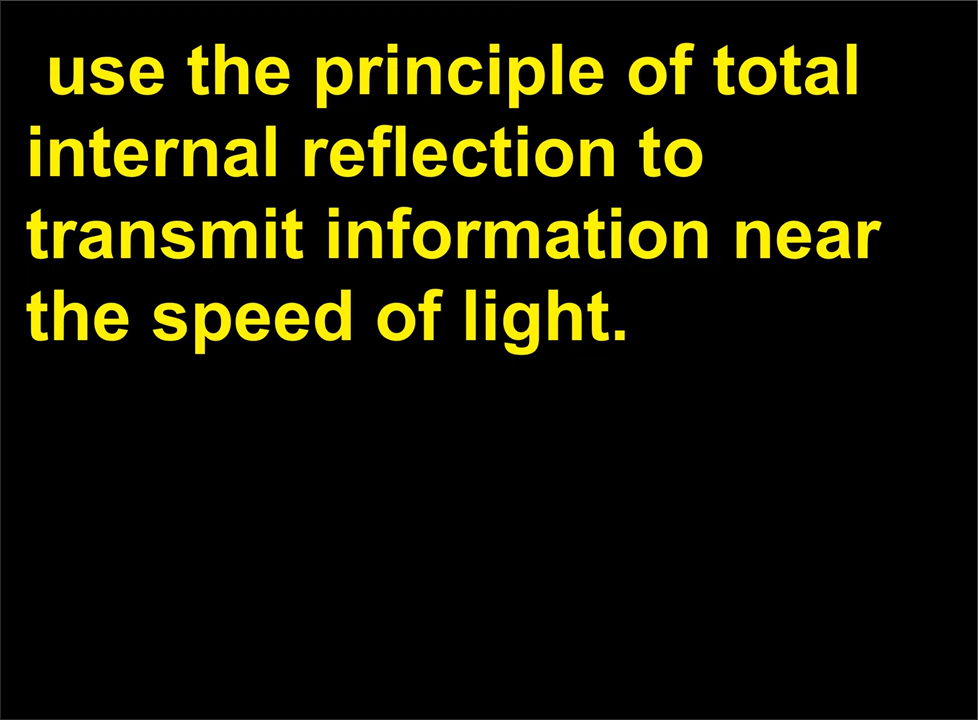 use the principle of total
internal reflection to
transmit information near
the speed of light.